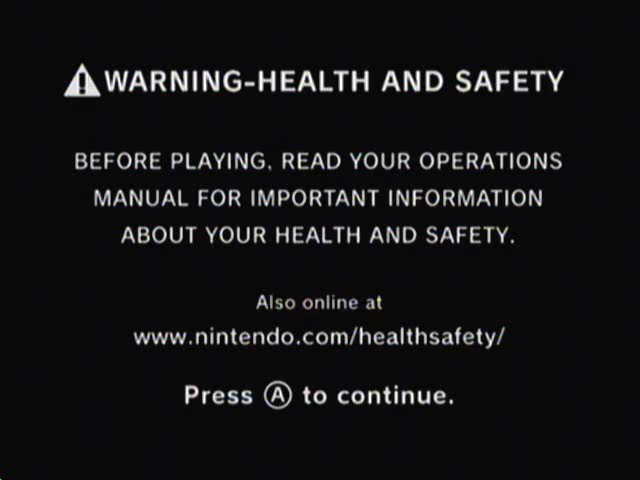 ⚠WARNING-HEALTH AND SAFETY
BEFORE PLAYING, READ YOUR OPERATIONS
MANUAL FOR IMPORTANT INFORMATION
ABOUT YOUR HEALTH AND SAFETY.
Also online at
www.nintendo.com/healthsafety/
Press Ⓐ to continue.